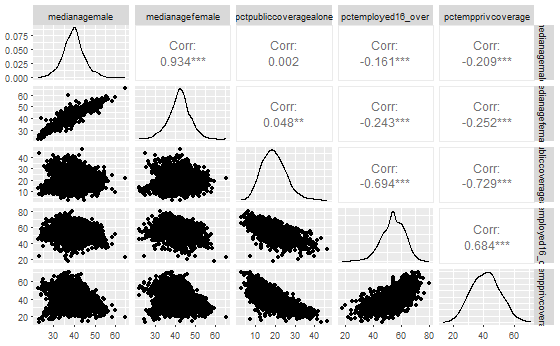 medianagemale medianagefemale pctpubliccoveragealone pctemployed16_over pctempprivcoverage
0.075
0.050
0.025
0.000
Corr:
0.934***
Corr:
0.002
Corr:
-0.161***
Corr:
-0.209***
60
50
40
30
Corr:
0.048**
Corr:
-0.243***
Corr:
-0.252***
40
30
20
10
Corr:
-0.694***
Corr:
-0.729***
80
60
40
20
Corr:
0.684***
60
40
20
30 40 50 60
30 40 50 60
10 20 30 40
20 40 60 80
20 40 60